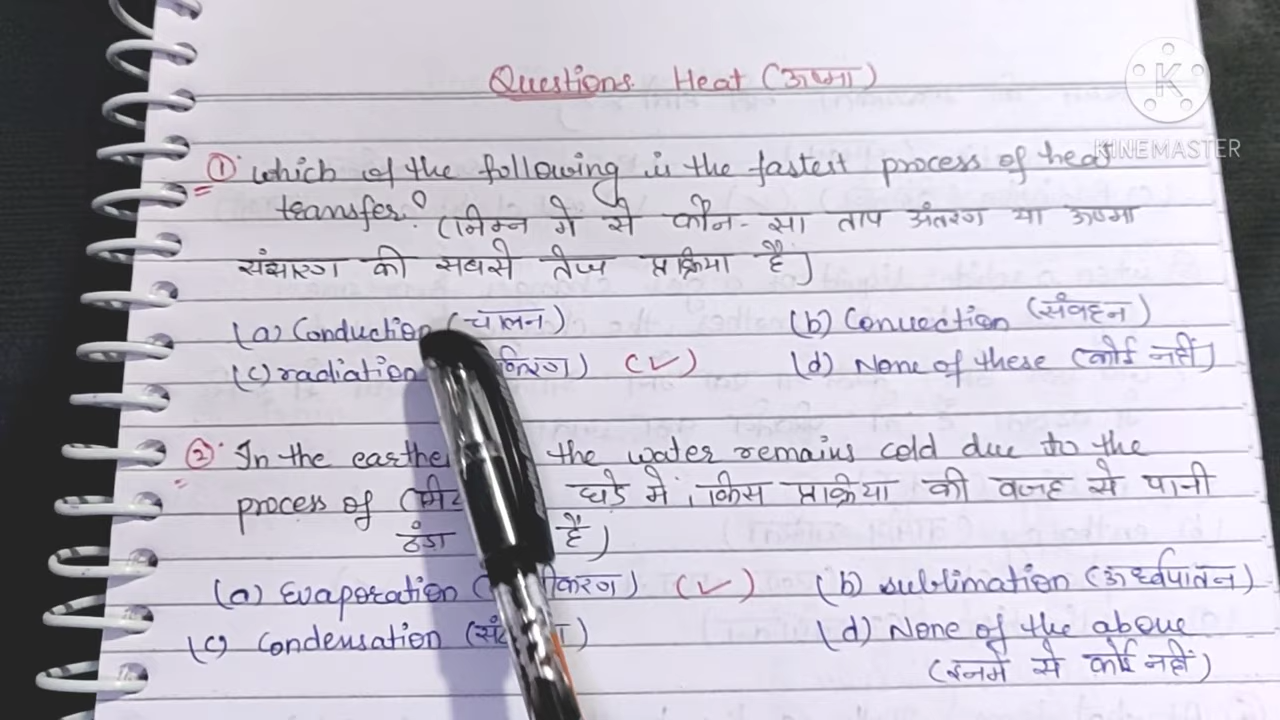 Questions. Heat (ऊष्मा)
K
KINEMASTER
① which of the following is the fastest process of heat
transfer? (निम्न में से कौन-सा ताप अंतरण या ऊष्मा
संचारण की सबसे तेज प्रक्रिया है)
(a) Conduction (चालन) (b) Convection (संवहन)
(c) radiation (✓) (d) None of these (कोई नहीं)
② In the the water remains cold due to the
process of घड़े में, किस प्रक्रिया की वजह से पानी
ठंडा है)
(a) Evaporation (✓) (b) sublimation (ऊर्ध्वपातन)
(c) Condensation (d) None of the above
(इनमें से कोई नहीं)